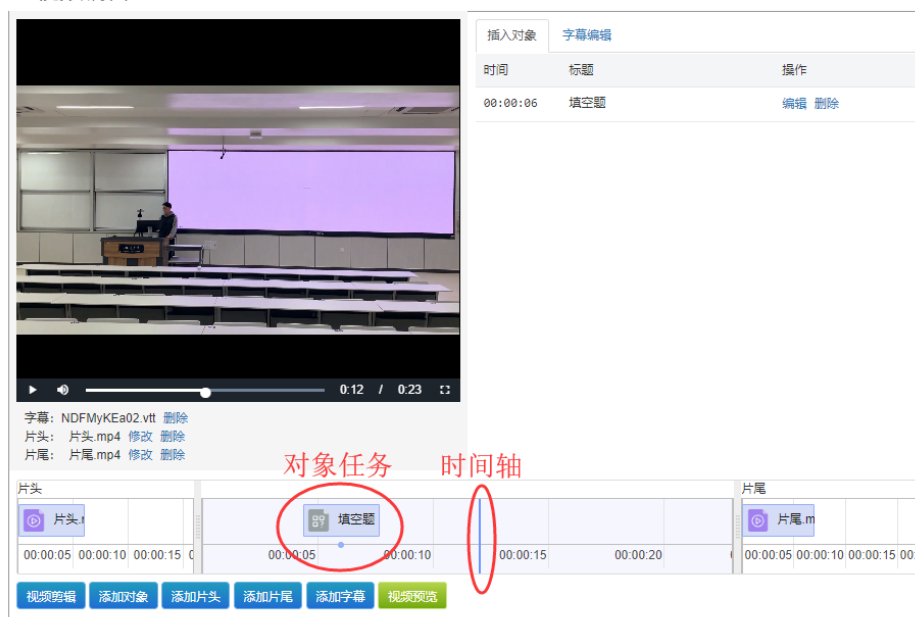 插入对象 字幕编辑
时间 标题 操作
00:00:06 填空题 编辑 删除
0:12 / 0:23
字幕: NDFMyKEa02.vtt 删除
片头: 片头.mp4 修改 删除
片尾: 片尾.mp4 修改 删除
对象任务 时间轴
片头 片尾
片头.r 填空题 片尾.m
00:00:05 00:00:10 00:00:15 00:00:05 00:00:10 00:00:15 00:00:20 00:00:05 00:00:10 00:00:15 00:
视频剪辑 添加对象 添加片头 添加片尾 添加字幕 视频预览